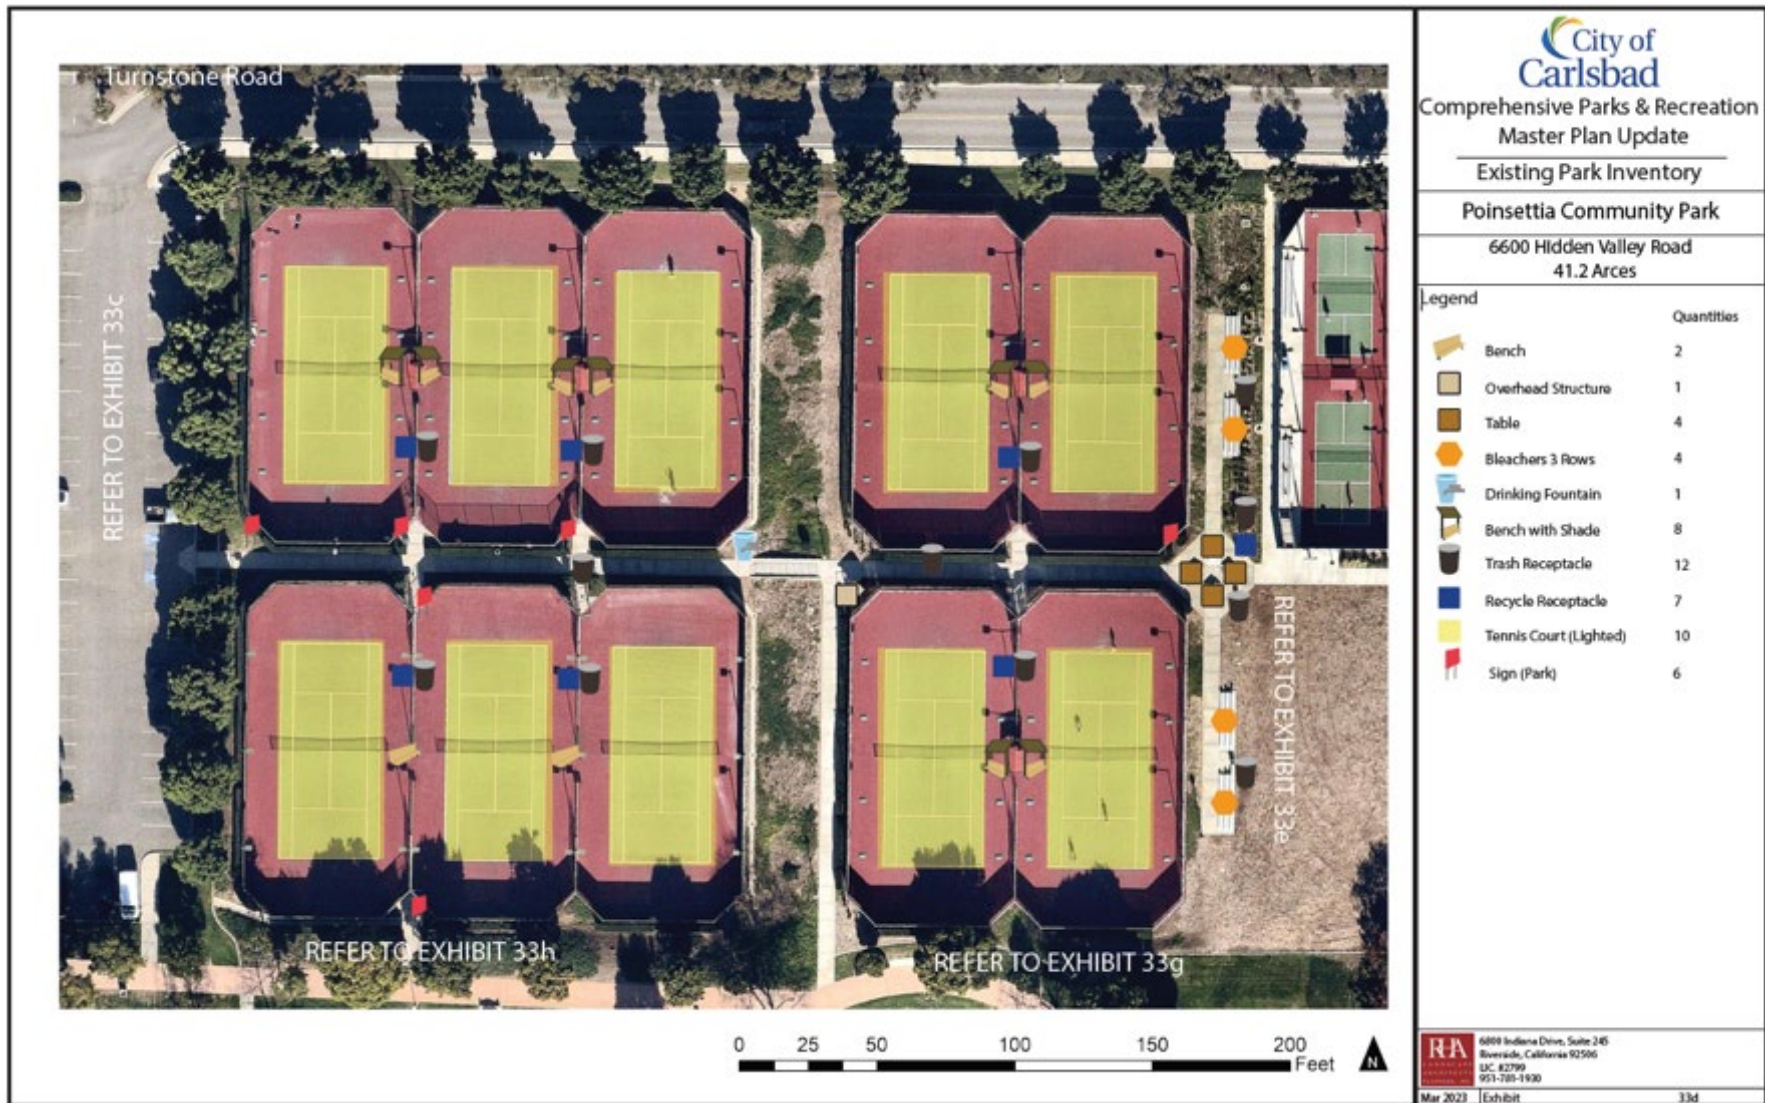 Turnstone Road
REFER TO EXHIBIT 33c
REFER TO EXHIBIT 33e
REFER TO EXHIBIT 33h
REFER TO EXHIBIT 33g
0 25 50 100 150 200
Feet
N
City of
Carlsbad
Comprehensive Parks & Recreation
Master Plan Update
Existing Park Inventory
Poinsettia Community Park
6600 HIdden Valley Road
41.2 Arces
Legend
Quantities
Bench 2
Overhead Structure 1
Table 4
Bleachers 3 Rows 4
Drinking Fountain 1
Bench with Shade 8
Trash Receptacle 12
Recycle Receptacle 7
Tennis Court (Lighted) 10
Sign (Park) 6
RHA
6800 Indiana Drive, Suite 245
Riverside, California 92506
LIC. #2799
951-781-1930
Mar 2023 Exhibit 33d